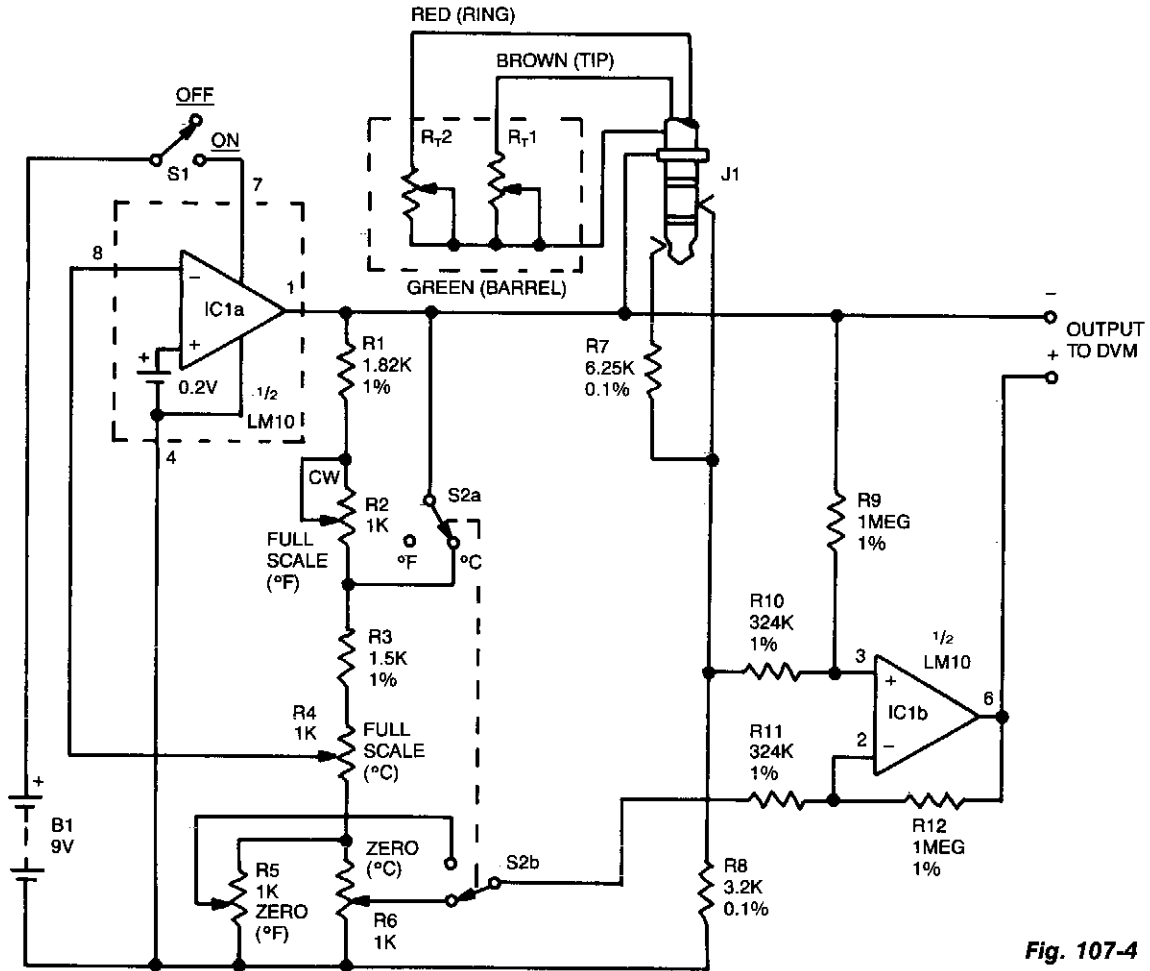 RED (RING)
BROWN (TIP)
OFF
ON
S1
7
RT2
RT1
J1
8
IC1a
1
GREEN (BARREL)
−
+
−
+
OUTPUT
TO DVM
+
0.2V
1/2
LM10
4
R1
1.82K
1%
R7
6.25K
0.1%
CW
R2
1K
FULL
SCALE
(°F)
S2a
°F
°C
R9
1MEG
1%
R3
1.5K
1%
R10
324K
1%
1/2
LM10
3
+
IC1b
6
2
−
R4
1K
FULL
SCALE
(°C)
R11
324K
1%
R12
1MEG
1%
+
B1
9V
R5
1K
ZERO
(°F)
ZERO
(°C)
R6
1K
S2b
R8
3.2K
0.1%
Fig. 107-4